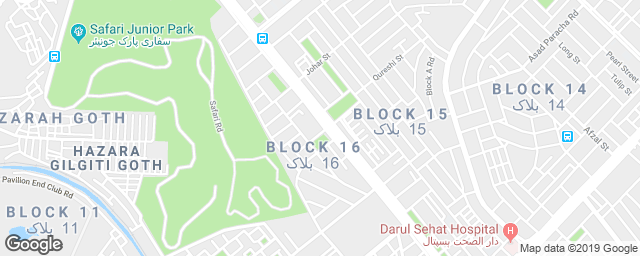 Safari Junior Park
سفاری پارک جونیئر
Johar St
Qureshi St
Asad Paracha Rd
Long St
Pearl Street
Tulip St
Block A Rd
BLOCK 14
14 بلاک
Safari Rd
BLOCK 15
15 بلاک
Afzal St
ZARAH GOTH
HAZARA
GILGITI GOTH
BLOCK 16
16 بلاک
Pavilion End Club Rd
BLOCK 11
11 بلاک
Darul Sehat Hospital
دار الصحت ہسپتال
H
Google
Map data ©2019 Google